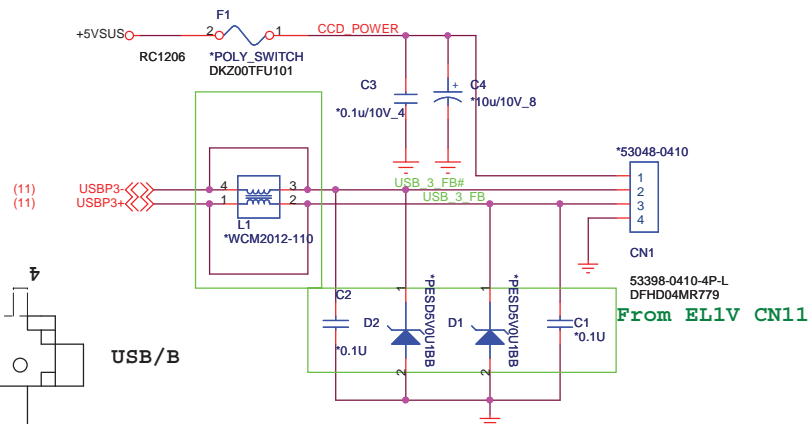 F1
+5VSUS
2
1
CCD_POWER
RC1206
*POLY_SWITCH
DKZ00TFU101
C3
*0.1u/10V_4
+
C4
*10u/10V_8
*53048-0410
1
2
3
4
(11)
USBP3-
4
3
USB_3_FB#
(11)
USBP3+
1
2
USB_3_FB
L1
*WCM2012-110
CN1
53398-0410-4P-L
DFHD04MR779
From EL1V CN11
4
C2
*0.1U
D2
1
2
*PESD5V0U1BB
D1
1
2
*PESD5V0U1BB
C1
*0.1U
USB/B